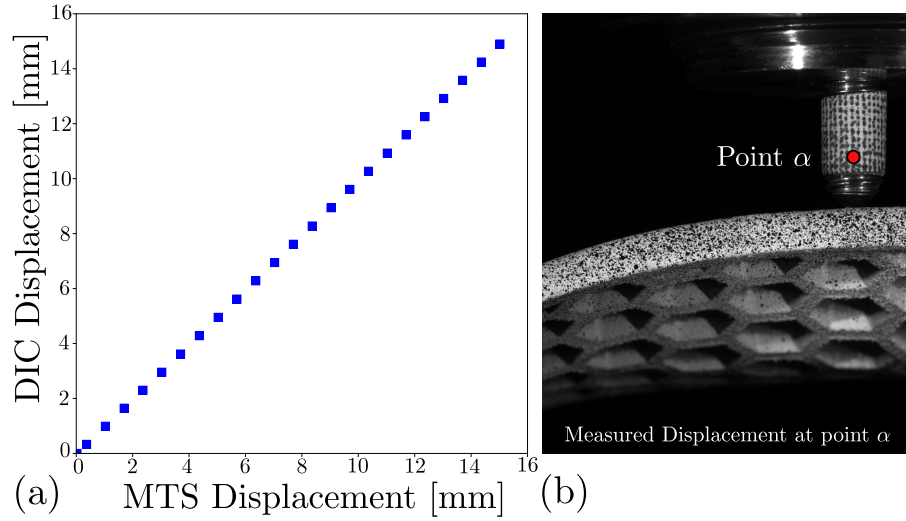 16
14
12
10
8
6
4
2
0
DIC Displacement [mm]
0 2 4 6 8 10 12 14 16
MTS Displacement [mm]
(a)
Point α
Measured Displacement at point α
(b)